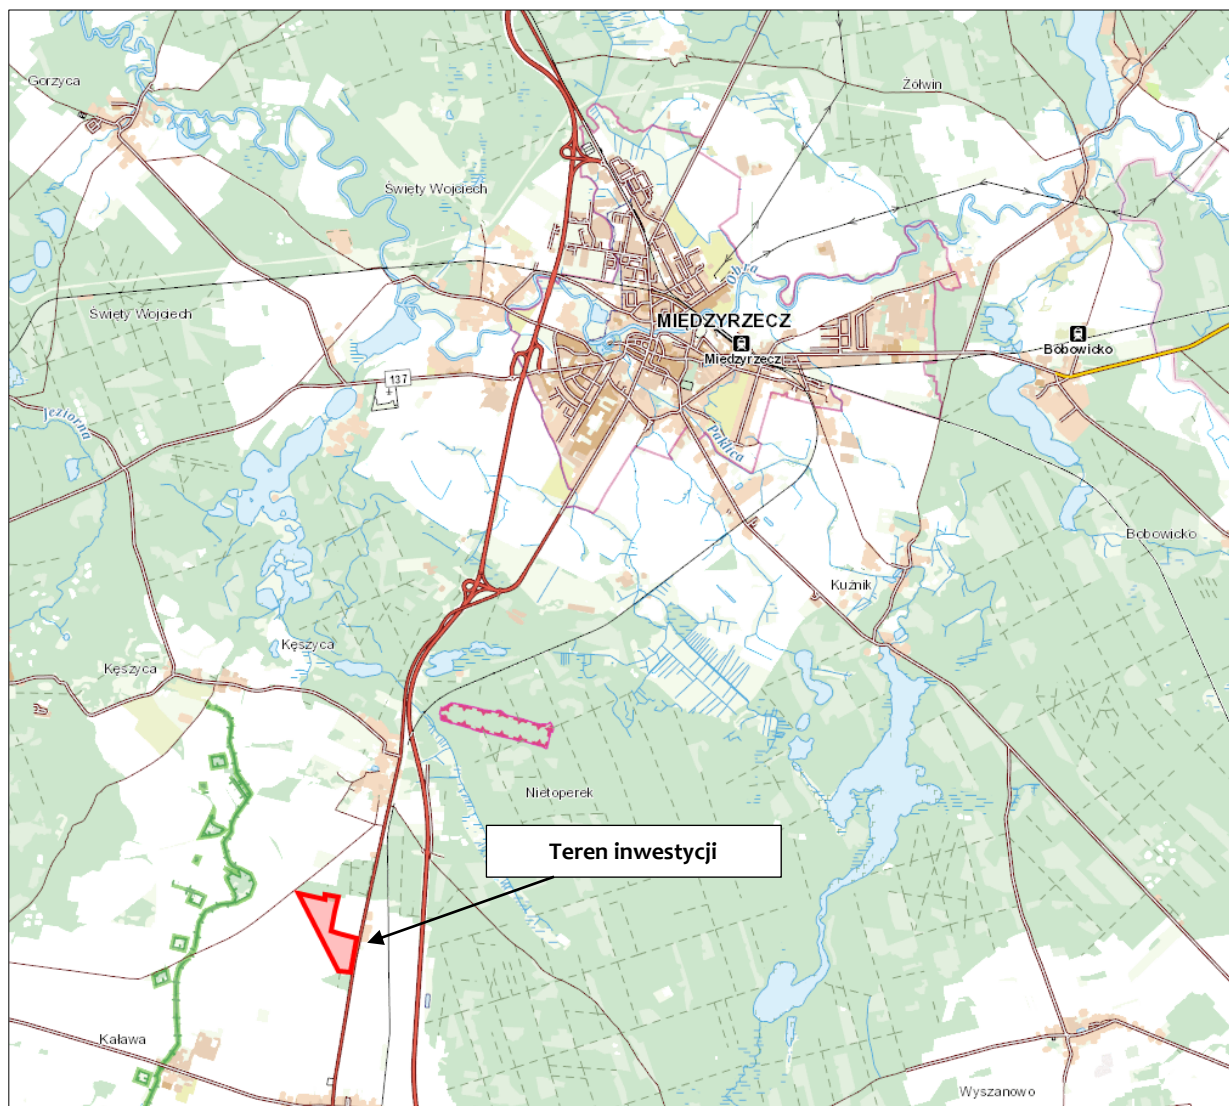 Gorzyca
Żółwin
Święty Wojciech
Obra
Święty Wojciech
MIĘDZYRZECZ
Międzyrzecz
Bobowicko
137
Jeziorna
Paklica
Bobowicko
Kuźnik
Kęszyca
Kęszyca
Nietoperek
Teren inwestycji
Kaława
Wyszanowo